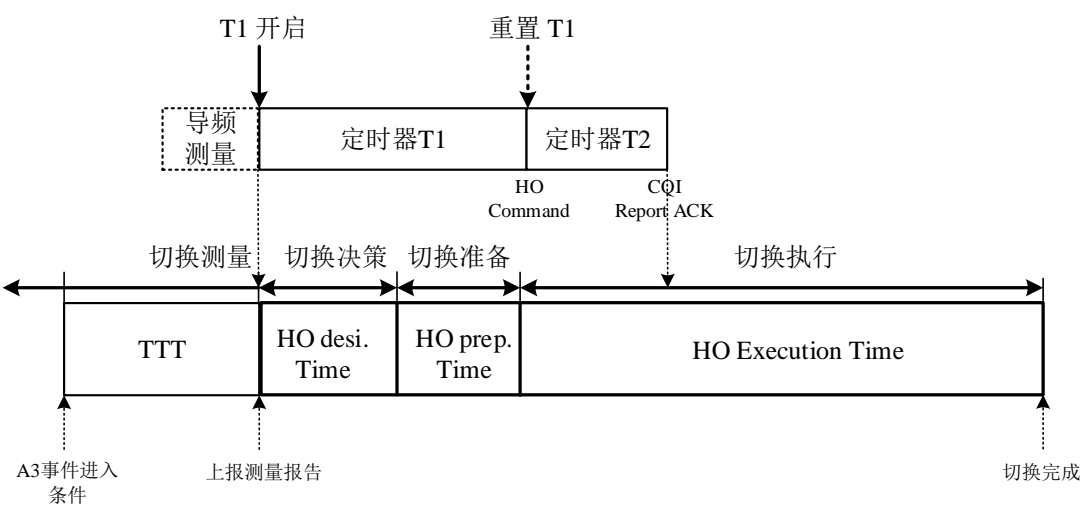 T1 开启
重置 T1
导频
测量
定时器T1
定时器T2
HO
Command
CQI
Report ACK
切换测量
切换决策
切换准备
切换执行
TTT
HO desi.
Time
HO prep.
Time
HO Execution Time
A3事件进入
条件
上报测量报告
切换完成